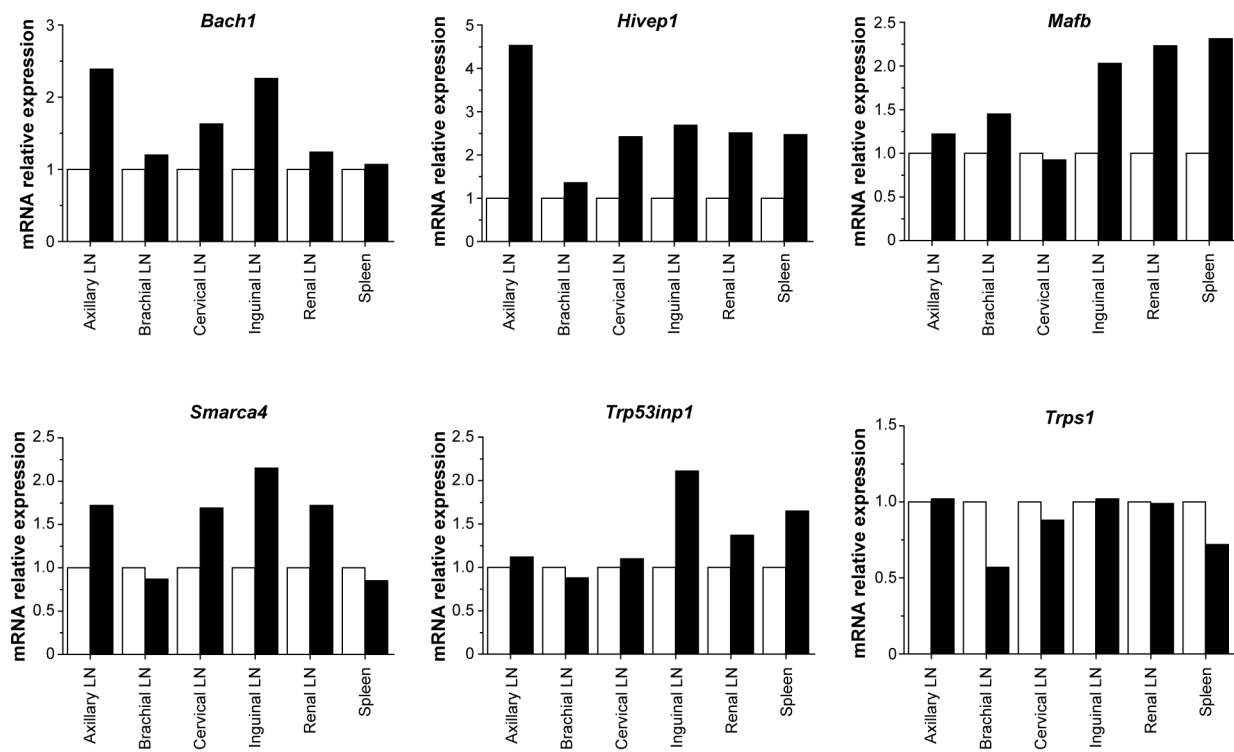 Bach1
mRNA relative expression
3
2
1
0
Axillary LN
Brachial LN
Cervical LN
Inguinal LN
Renal LN
Spleen
Hivep1
mRNA relative expression
5
4
3
2
1
0
Axillary LN
Brachial LN
Cervical LN
Inguinal LN
Renal LN
Spleen
Mafb
mRNA relative expression
2.5
2.0
1.5
1.0
0.5
0
Axillary LN
Brachial LN
Cervical LN
Inguinal LN
Renal LN
Spleen
Smarca4
mRNA relative expression
2.5
2.0
1.5
1.0
0.5
0
Axillary LN
Brachial LN
Cervical LN
Inguinal LN
Renal LN
Spleen
Trp53inp1
mRNA relative expression
2.5
2.0
1.5
1.0
0.5
0
Axillary LN
Brachial LN
Cervical LN
Inguinal LN
Renal LN
Spleen
Trps1
mRNA relative expression
1.5
1.0
0.5
0
Axillary LN
Brachial LN
Cervical LN
Inguinal LN
Renal LN
Spleen